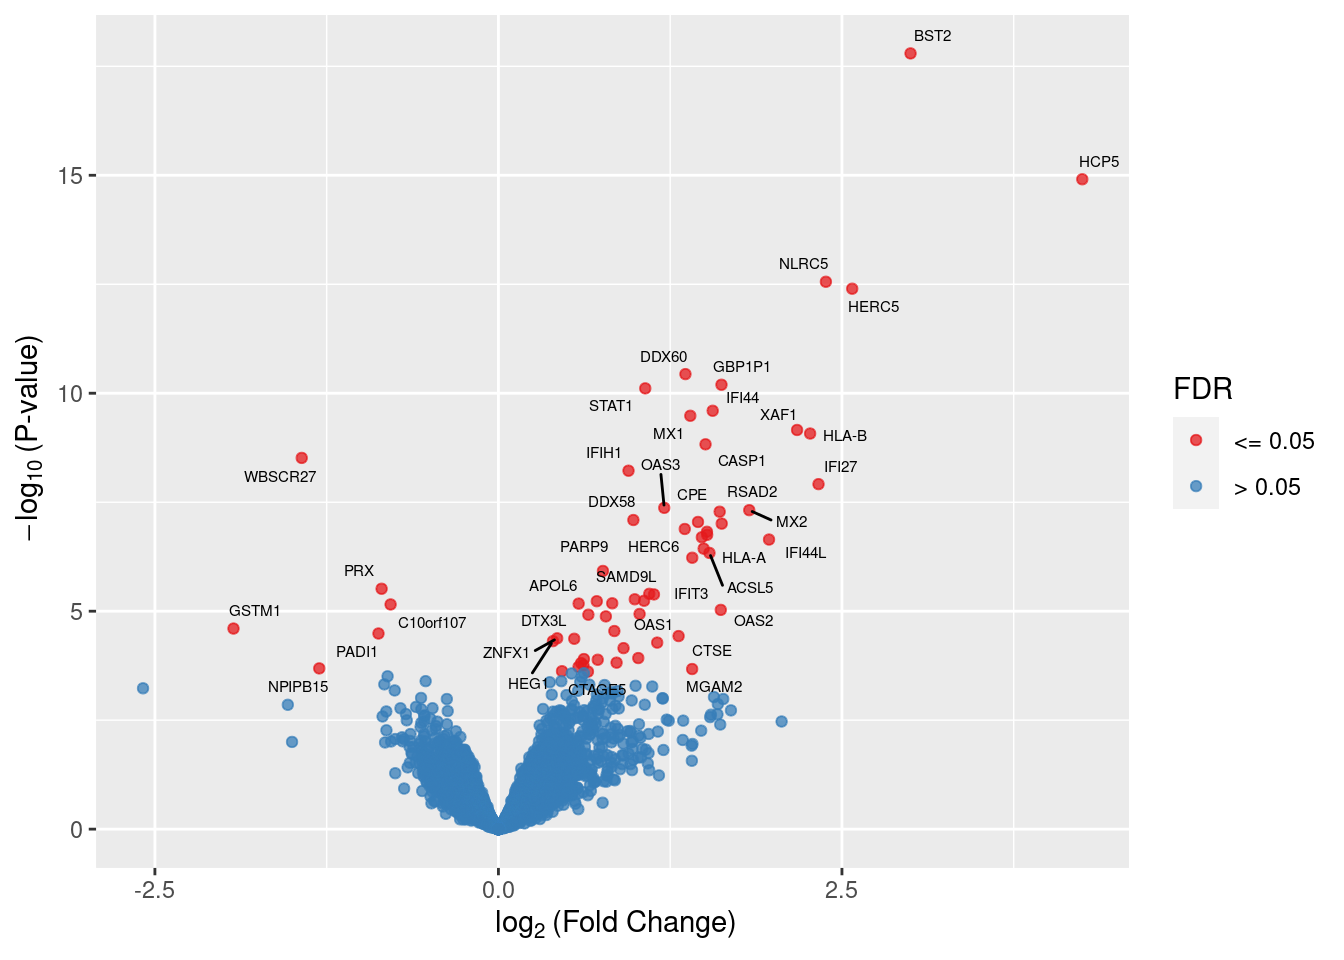 BST2
HCP5
15
NLRC5
HERC5
DDX60
GBP1P1
10
IFI44
STAT1
XAF1
MX1
HLA-B
IFIH1
OAS3
CASP1
IFI27
WBSCR27
CPE
RSAD2
DDX58
MX2
PARP9
HERC6
HLA-A
IFI44L
PRX
SAMD9L
APOL6
IFIT3
ACSL5
5
GSTM1
C10orf107
DTX3L
OAS1
OAS2
PADI1
ZNFX1
CTSE
NPIPB15
HEG1
CTAGE5
MGAM2
0
-2.5
0.0
2.5
log2 (Fold Change)
−log10 (P-value)
FDR
<= 0.05
> 0.05